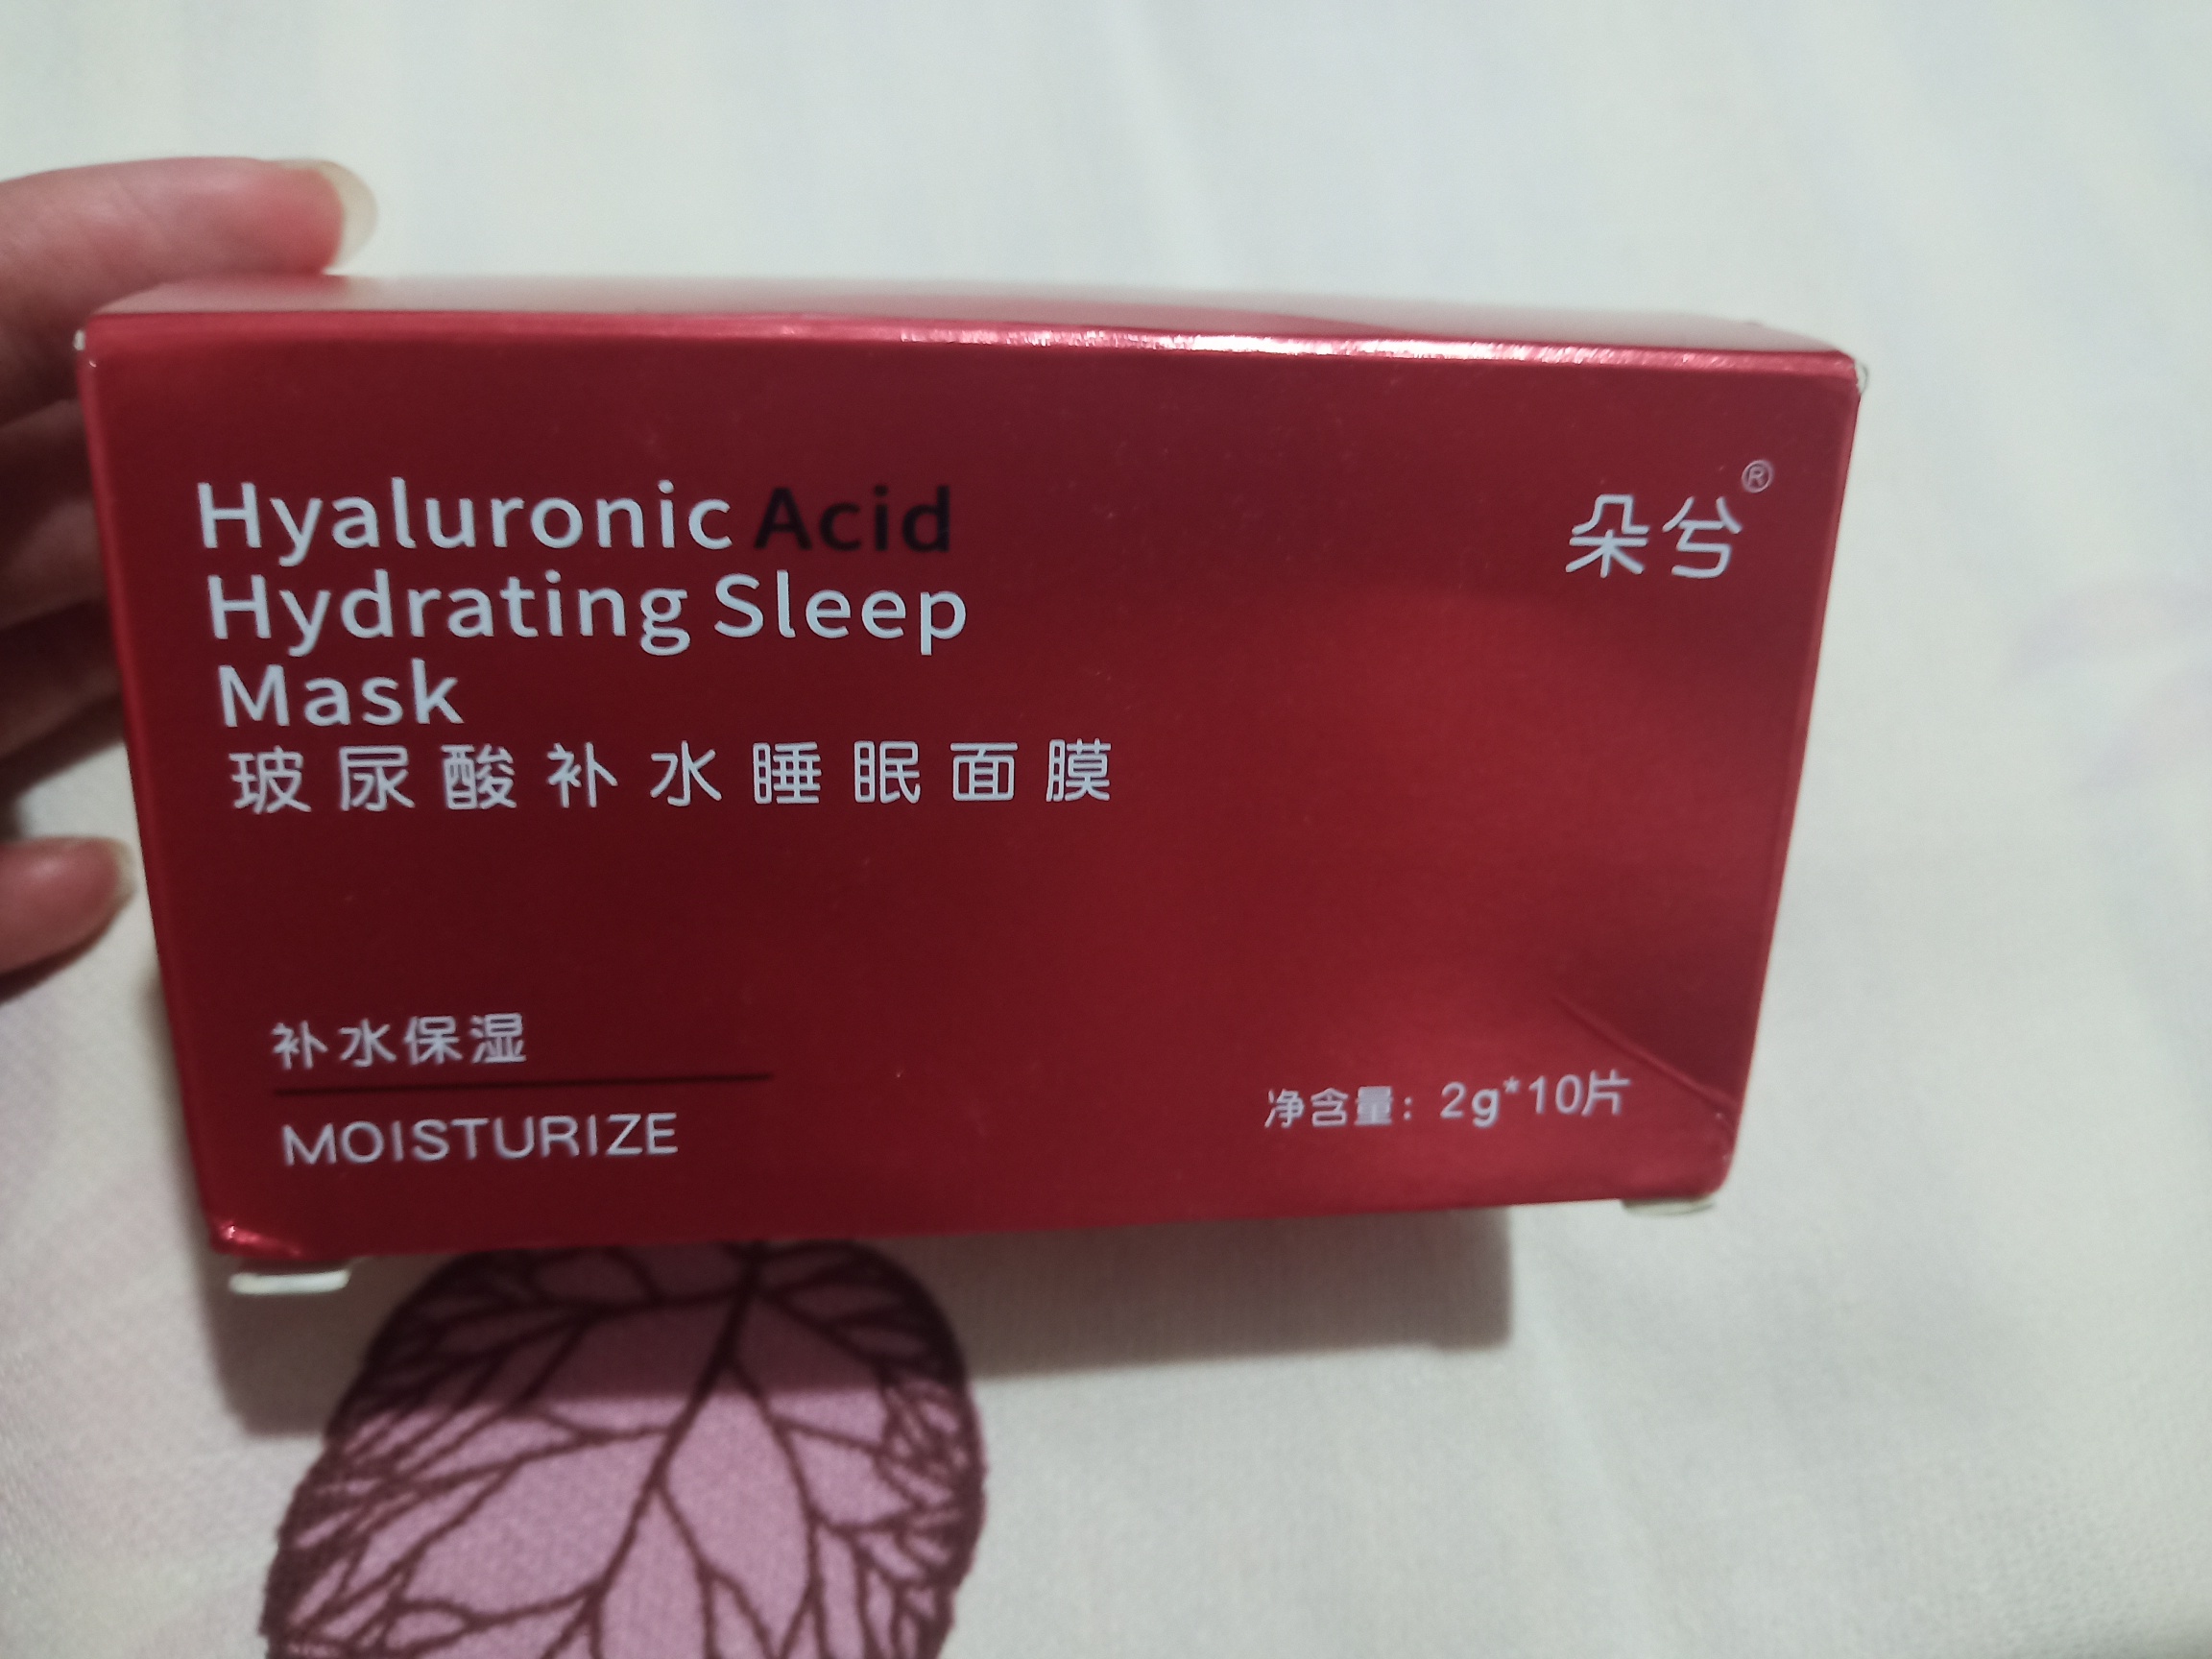 Hyaluronic Acid
Hydrating Sleep
Mask
玻尿酸补水睡眠面膜
朵兮®
补水保湿
MOISTURIZE
净含量：2g*10片